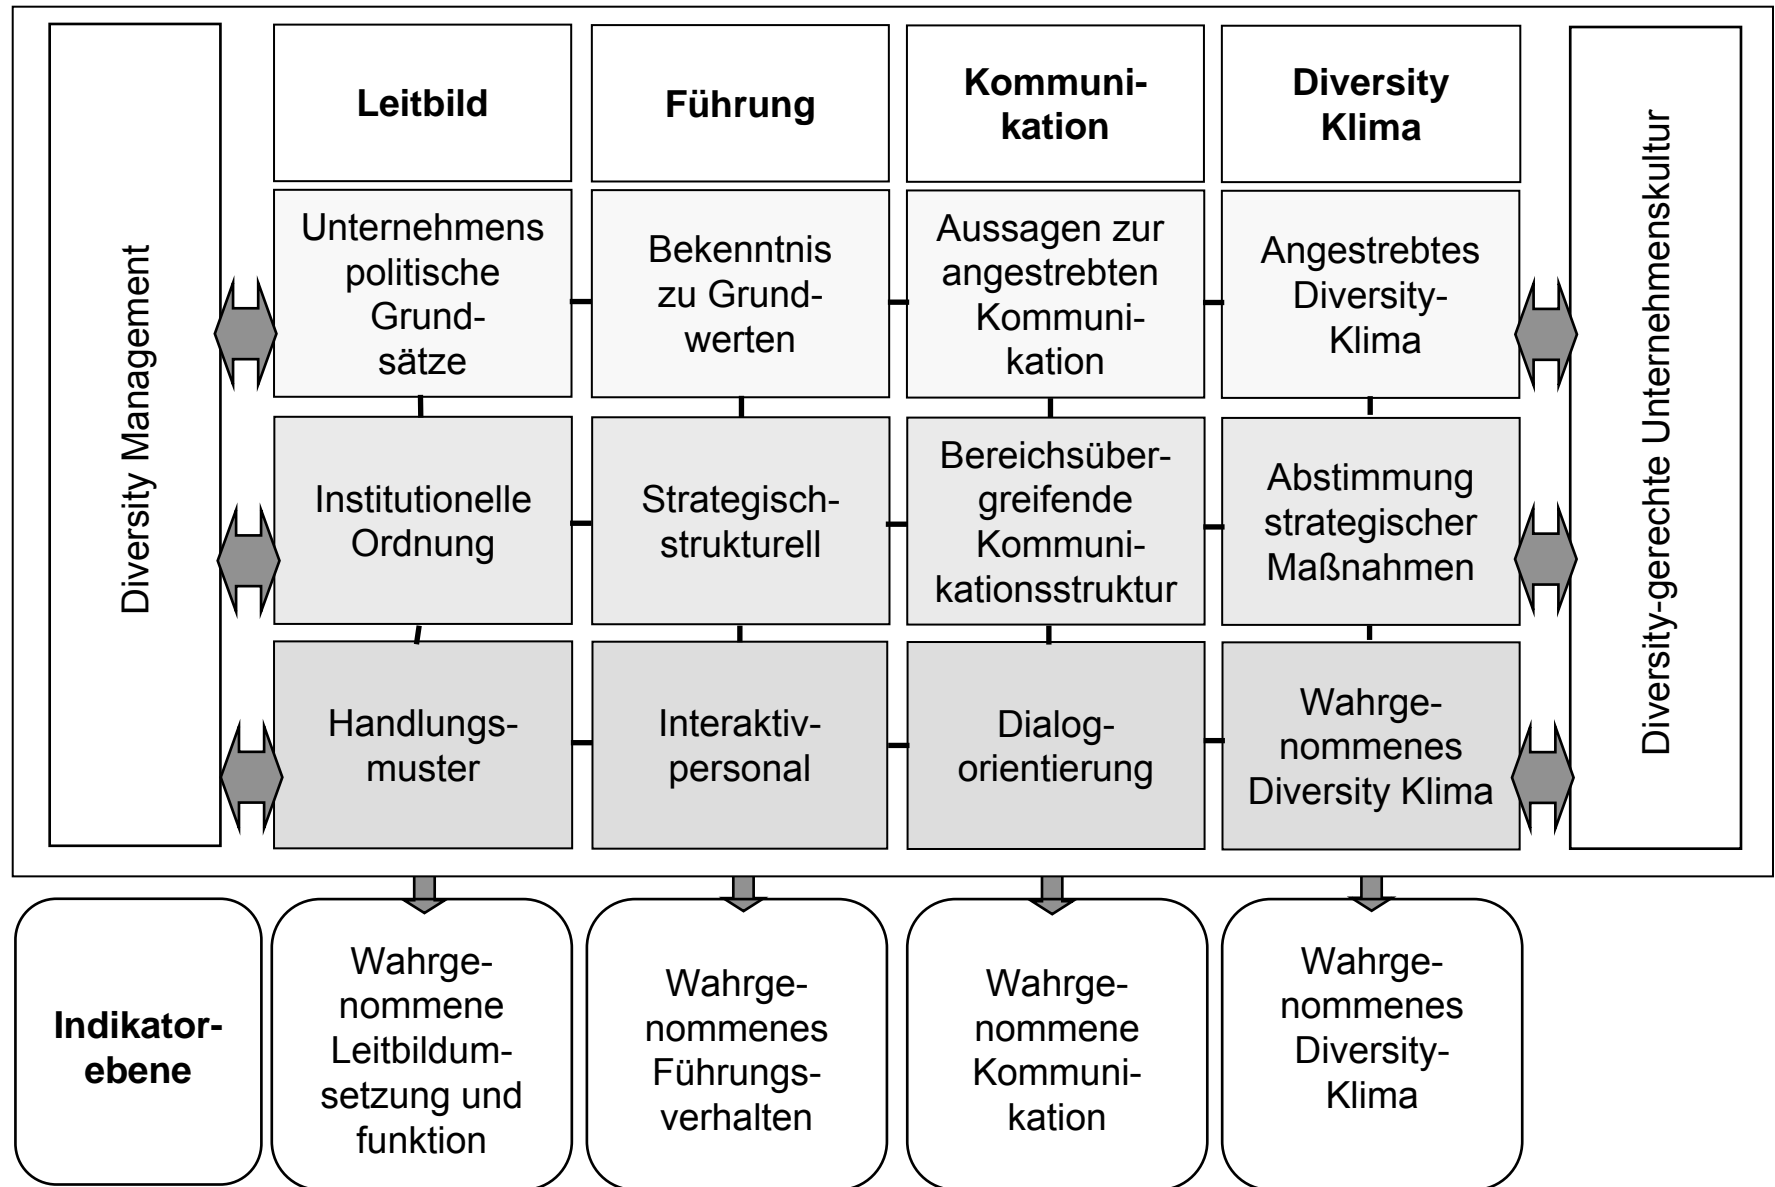 Diversity Management
Leitbild
Führung
Kommuni-
kation
Diversity
Klima
Unternehmens
politische
Grund-
sätze
Bekenntnis
zu Grund-
werten
Aussagen zur
angestrebten
Kommuni-
kation
Angestrebtes
Diversity-
Klima
Institutionelle
Ordnung
Strategisch-
strukturell
Bereichsüber-
greifende
Kommuni-
kationsstruktur
Abstimmung
strategischer
Maßnahmen
Handlungs-
muster
Interaktiv-
personal
Dialog-
orientierung
Wahrge-
nommenes
Diversity Klima
Diversity-gerechte Unternehmenskultur
Indikator-
ebene
Wahrge-
nommene
Leitbildum-
setzung und
funktion
Wahrge-
nommenes
Führungs-
verhalten
Wahrge-
nommene
Kommuni-
kation
Wahrge-
nommenes
Diversity-
Klima